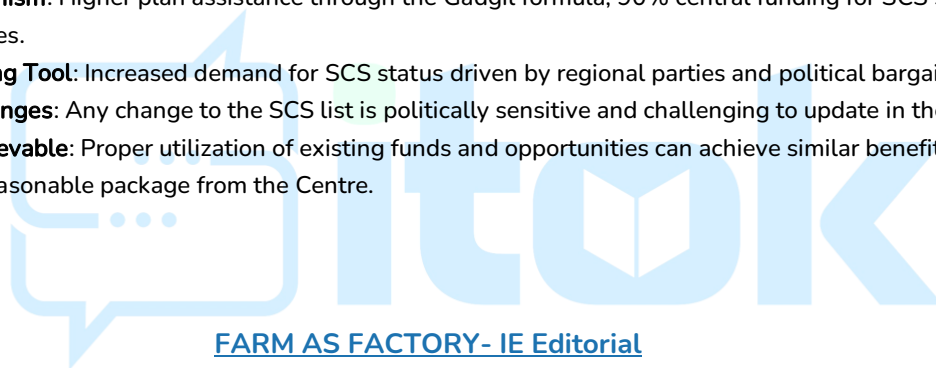 : Higher plan assistance through the Gadgil formula, 90% central funding for SCS
es.
ng Tool: Increased demand for SCS status driven by regional parties and political bargai
nges: Any change to the SCS list is politically sensitive and challenging to update in the
evable: Proper utilization of existing funds and opportunities can achieve similar benefit
asonable package from the Centre.
itok
FARM AS FACTORY- IE Editorial